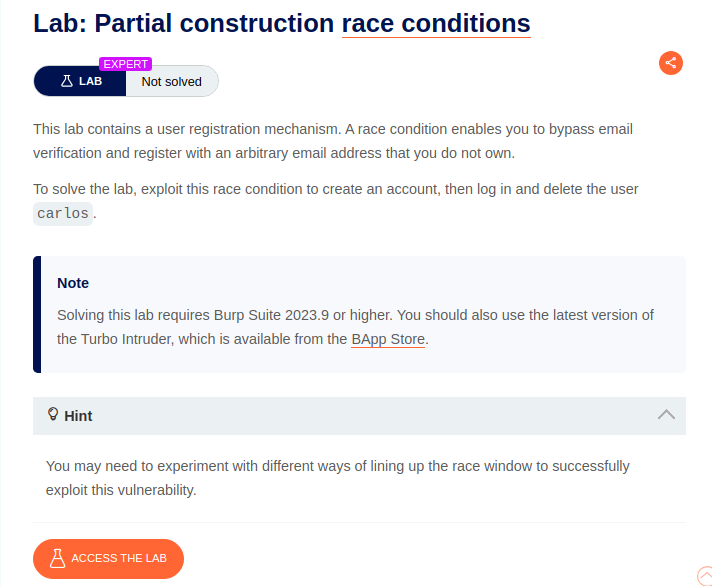 Lab: Partial construction race conditions
EXPERT
LAB
Not solved
This lab contains a user registration mechanism. A race condition enables you to bypass email
verification and register with an arbitrary email address that you do not own.
To solve the lab, exploit this race condition to create an account, then log in and delete the user
carlos.
Note
Solving this lab requires Burp Suite 2023.9 or higher. You should also use the latest version of
the Turbo Intruder, which is available from the BApp Store.
Hint
You may need to experiment with different ways of lining up the race window to successfully
exploit this vulnerability.
ACCESS THE LAB